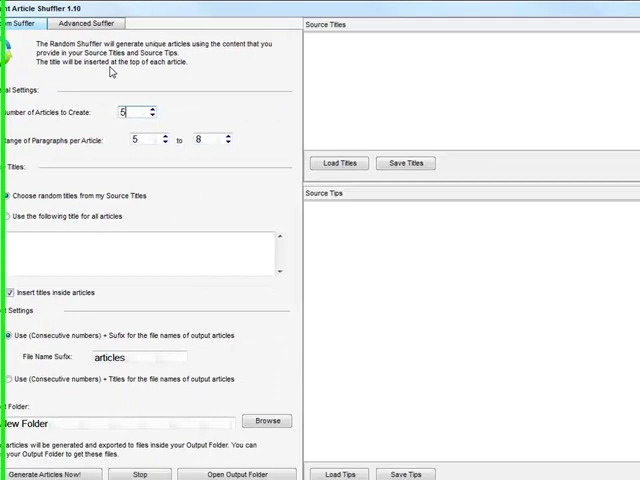 nt Article Shuffler 1.10
om Suffler
Advanced Suffler
The Random Shuffler will generate unique articles using the content that you
provide in your Source Titles and Source Tips.
The title will be inserted at the top of each article.
al Settings:
umber of Articles to Create:
5
ange of Paragraphs per Article:
5
to
8
Titles:
Choose random titles from my Source Titles
Use the following title for all articles
Insert titles inside articles
t Settings
Use (Consecutive numbers) + Sufix for the file names of output articles
File Name Suffix:
articles
Use (Consecutive numbers) + Titles for the file names of output articles
t Folder:
New Folder
Browse
articles will be generated and exported to files inside your Output Folder. You can
your Output Folder to get these files.
Generate Articles Now!
Stop
Open Output Folder
Source Titles
Load Titles
Save Titles
Source Tips
Load Tips
Save Tips